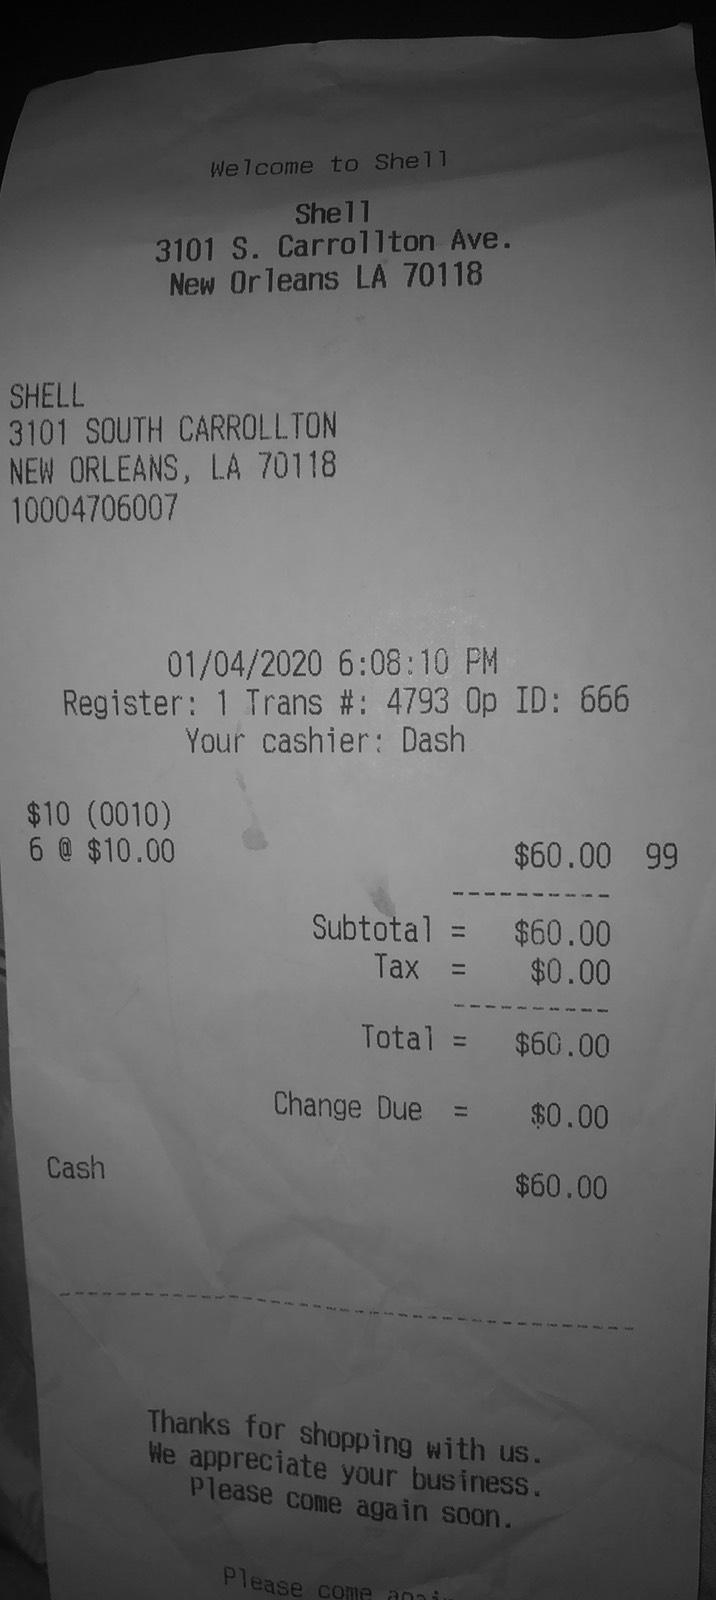 Welcome to Shell
Shell
3101 S. Carrollton Ave.
New Orleans LA 70118
SHELL
3101 SOUTH CARROLLTON
NEW ORLEANS, LA 70118
10004706007
01/04/2020 6:08:10 PM
Register: 1 Trans #: 4793 Op ID: 666
Your cashier: Dash
$10 (0010)
6 @ $10.00 $60.00 99
----------
Subtotal = $60.00
Tax = $0.00
----------
Total = $60.00
Change Due = $0.00
Cash $60.00
Thanks for shopping with us.
We appreciate your business.
Please come again soon.
Please come